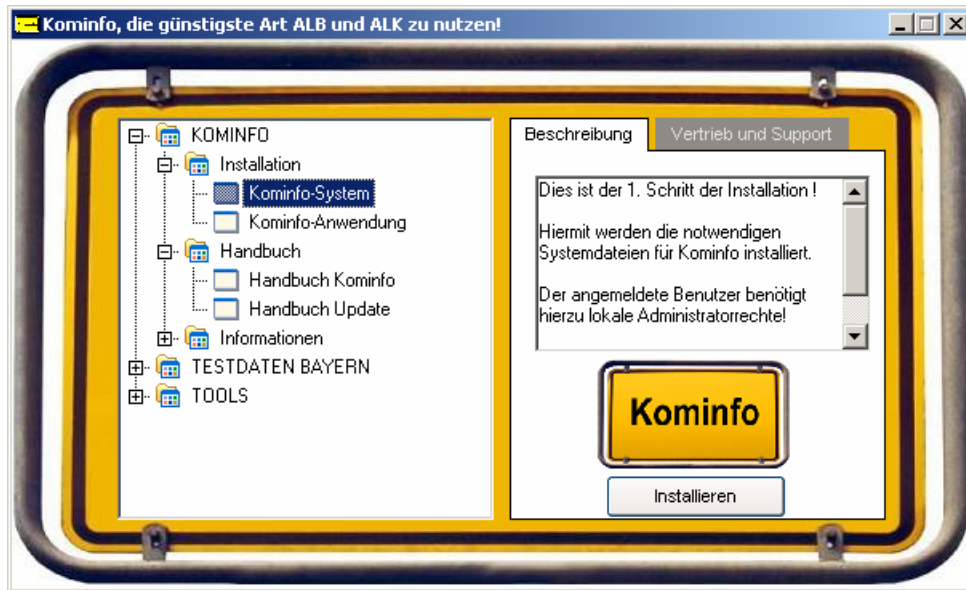 Kominfo, die günstigste Art ALB und ALK zu nutzen!
KOMINFO
Installation
Kominfo-System
Kominfo-Anwendung
Handbuch
Handbuch Kominfo
Handbuch Update
Informationen
TESTDATEN BAYERN
TOOLS
Beschreibung
Vertrieb und Support
Dies ist der 1. Schritt der Installation !
Hiermit werden die notwendigen
Systemdateien für Kominfo installiert.
Der angemeldete Benutzer benötigt
hierzu lokale Administratorrechte!
Kominfo
Installieren